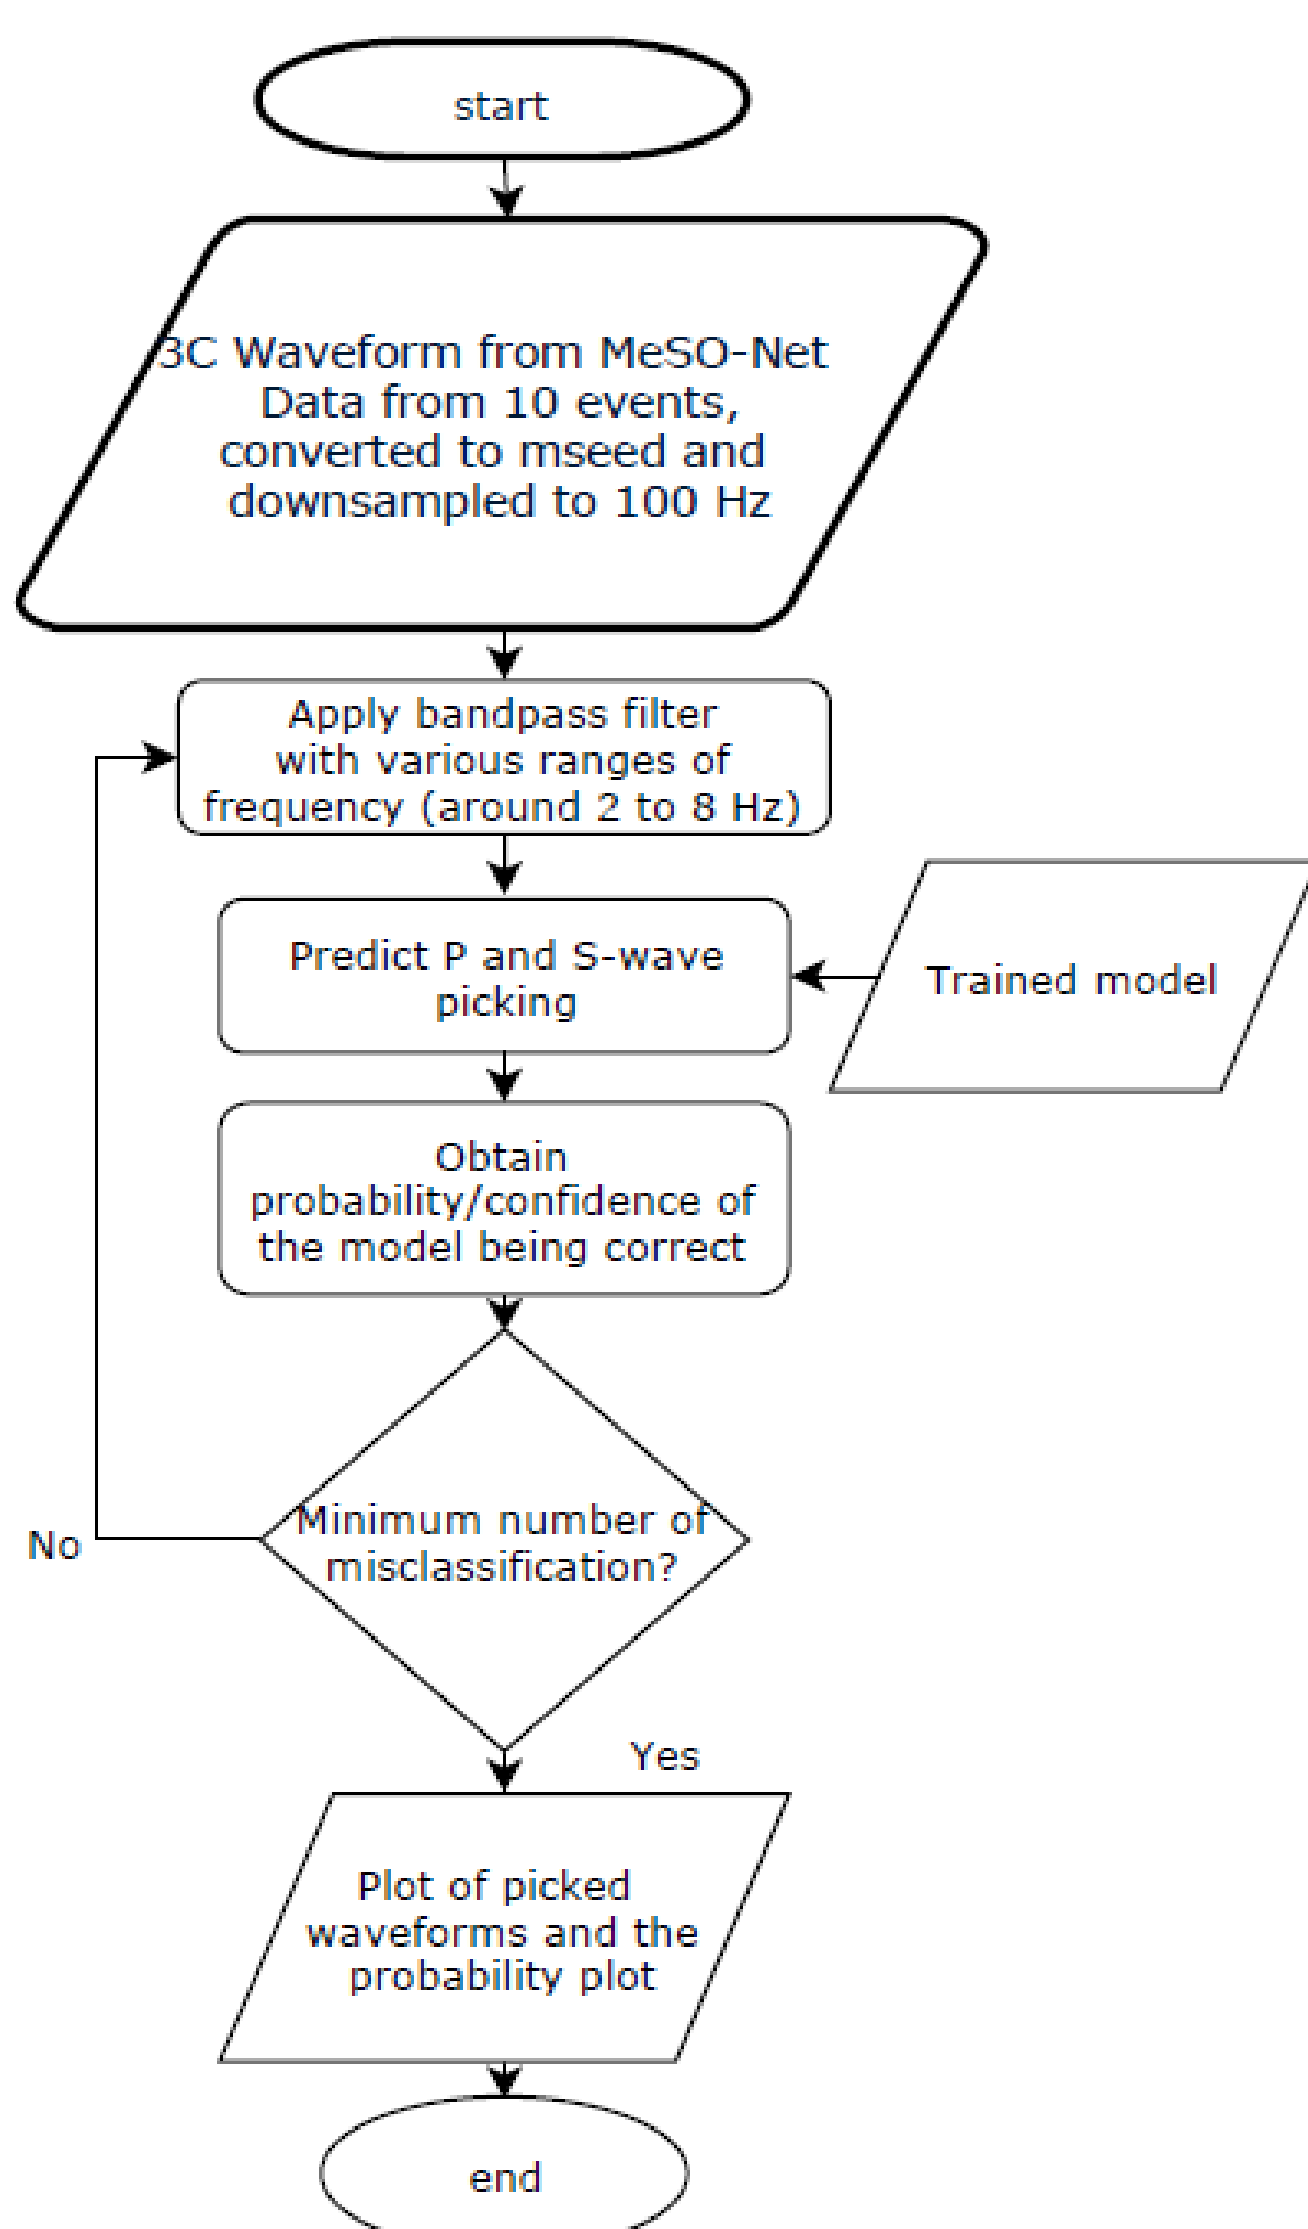 start
3C Waveform from MeSO-Net
Data from 10 events,
converted to mseed and
downsampled to 100 Hz
Apply bandpass filter
with various ranges of
frequency (around 2 to 8 Hz)
Predict P and S-wave
picking
Trained model
Obtain
probability/confidence of
the model being correct
Minimum number of
misclassification?
No
Yes
Plot of picked
waveforms and the
probability plot
end